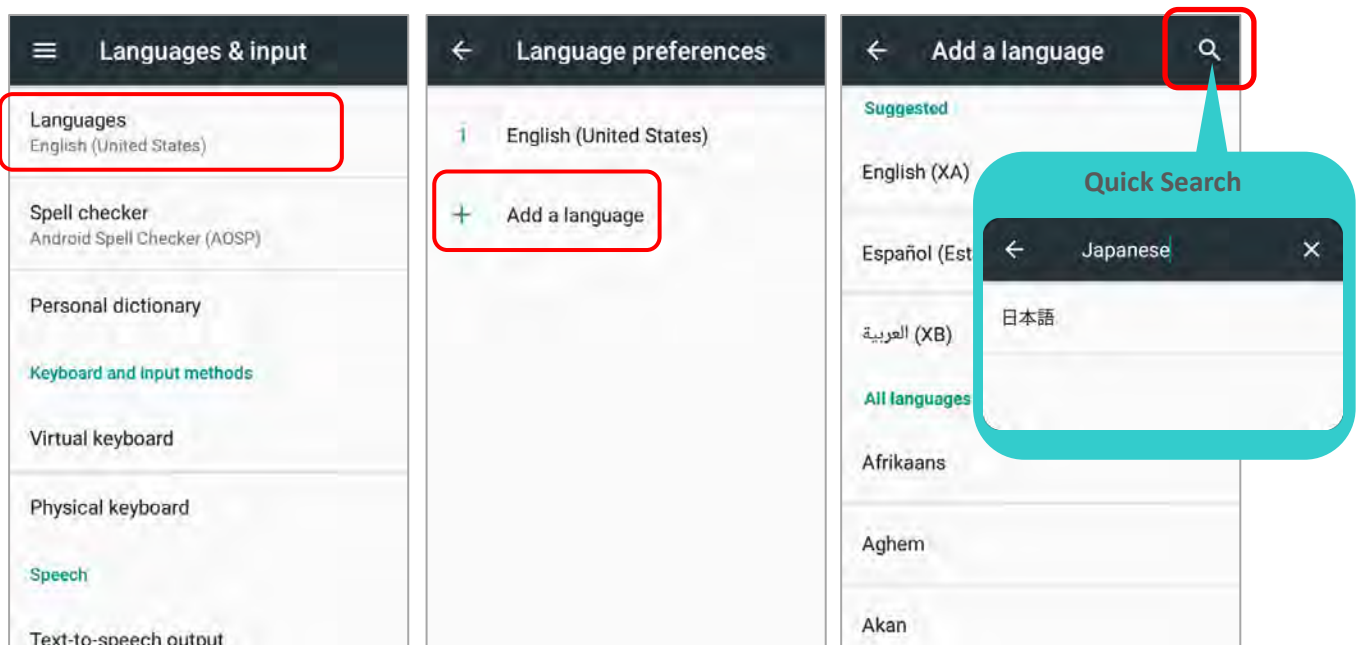 Languages & input
Languages
English (United States)
Spell checker
Android Spell Checker (AOSP)
Personal dictionary
Keyboard and input methods
Virtual keyboard
Physical keyboard
Speech
Text-to-speech output
Language preferences
1 English (United States)
+ Add a language
Add a language
Suggested
English (XA)
Español (Est
العربية (XB)
All languages
Afrikaans
Aghem
Akan
Quick Search
Japanese
日本語